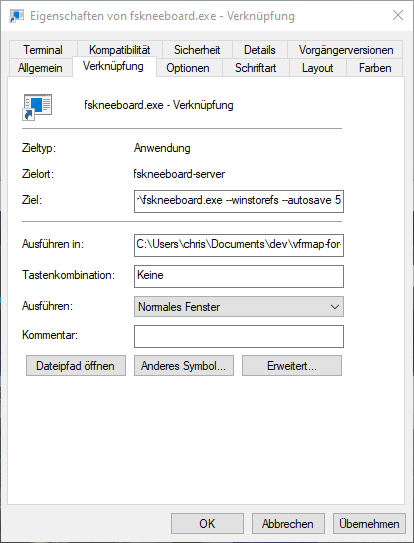 Eigenschaften von fskneeboard.exe - Verknüpfung
Terminal Kompatibilität Sicherheit Details Vorgängerversionen
Allgemein Verknüpfung Optionen Schriftart Layout Farben
fskneeboard.exe - Verknüpfung
Zieltyp: Anwendung
Zielort: fskneeboard-server
Ziel: \fskneeboard.exe --winstorefs --autosave 5
Ausführen in: C:\Users\chris\Documents\dev\vfrmap-for-
Tastenkombination: Keine
Ausführen: Normales Fenster
Kommentar:
Dateipfad öffnen Anderes Symbol... Erweitert...
OK Abbrechen Übernehmen